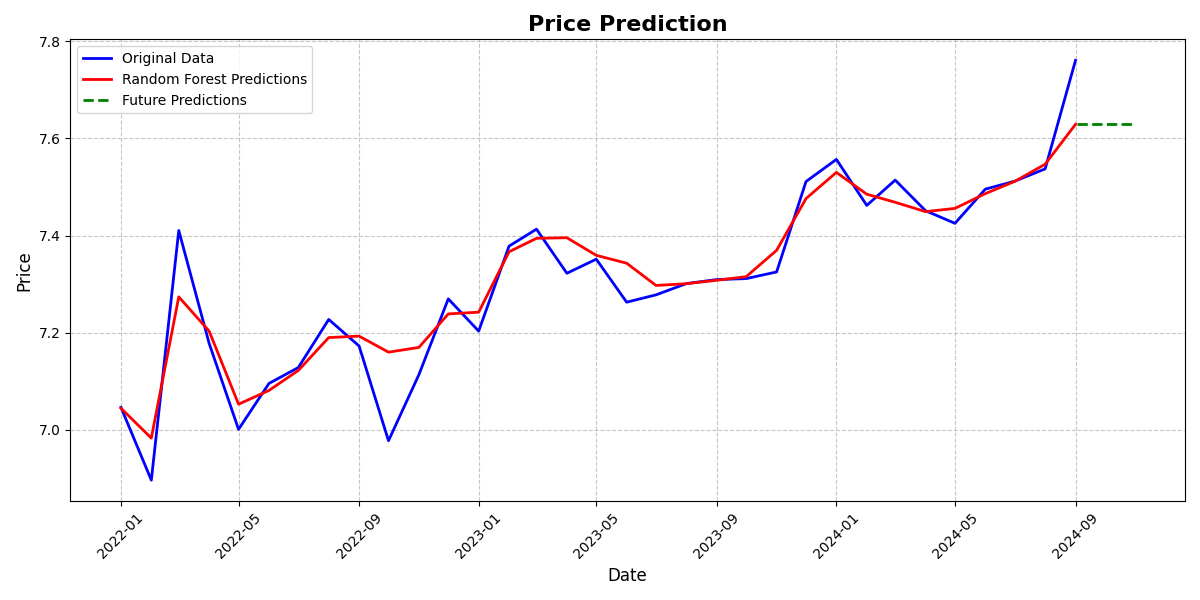 Price Prediction
Original Data
Random Forest Predictions
Future Predictions
Price
7.8
7.6
7.4
7.2
7.0
2022-01
2022-05
2022-09
2023-01
2023-05
2023-09
2024-01
2024-05
2024-09
Date